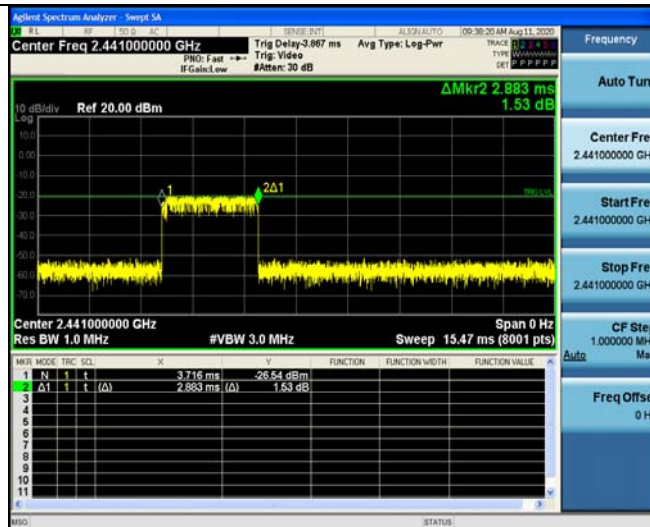 Agilent Spectrum Analyzer - Swept SA
RL RF 50 Ω AC SENSE:INT ALIGN AUTO 09:38:20 AM Aug 11, 2020
Center Freq 2.441000000 GHz
PNO: Fast
IFGain:Low
Trig Delay-3.867 ms
Trig: Video
#Atten: 30 dB
Avg Type: Log-Pwr
TRACE 1 2 3 4 5 6
TYPE
DET P P P P P P
ΔMkr2 2.883 ms
1.53 dB
10 dB/div Ref 20.00 dBm
Log
10.0
0.00
-10.0
-20.0
-30.0
-40.0
-50.0
-60.0
-70.0
1
2Δ1
TRIG LVL
Center 2.441000000 GHz Span 0 Hz
Res BW 1.0 MHz #VBW 3.0 MHz Sweep 15.47 ms (8001 pts)
MKR MODE TRC SCL X Y FUNCTION FUNCTION WIDTH FUNCTION VALUE
1 N 1 t 3.716 ms -26.54 dBm
2 Δ1 1 t (Δ) 2.883 ms (Δ) 1.53 dB
3
4
5
6
7
8
9
10
11
MSG STATUS
Frequency
Auto Tun
Center Fre
2.441000000 GH
Start Fre
2.441000000 GH
Stop Fre
2.441000000 GH
CF Ste
1.000000 MH
Auto Ma
Freq Offse
0 H